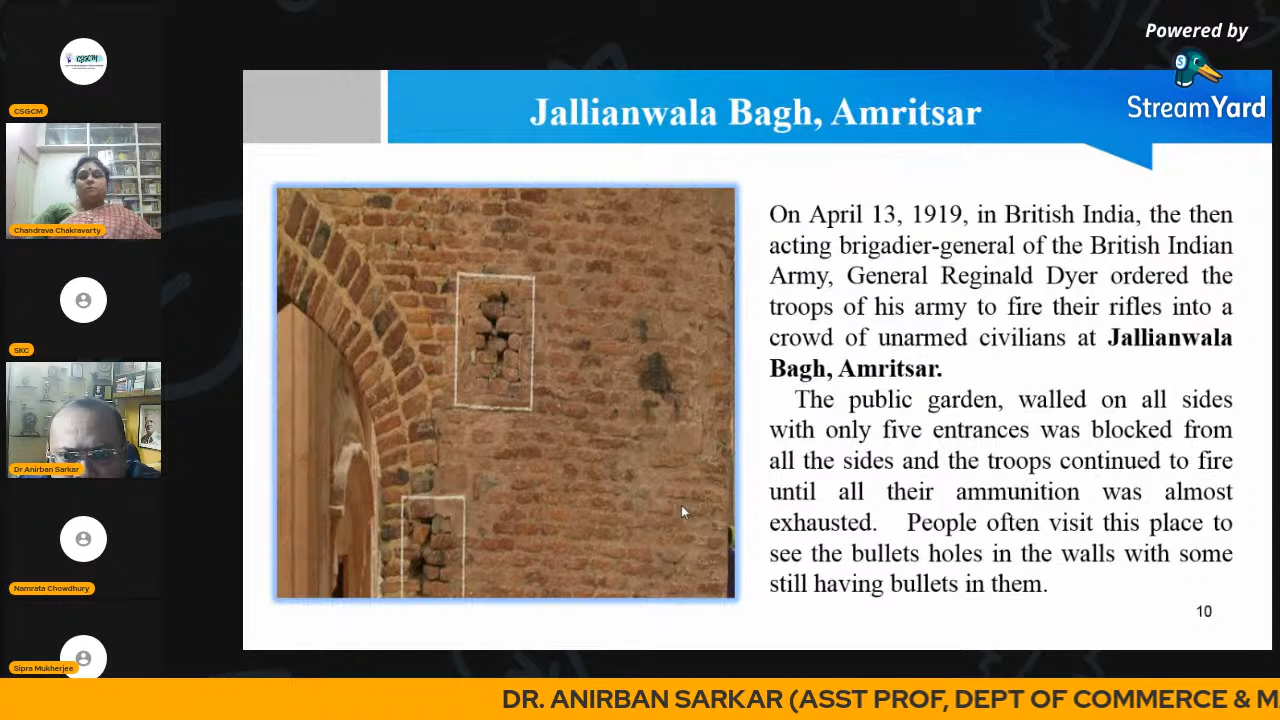 Powered by
StreamYard
CSGCM
Chandrava Chakravarty
SKC
Dr Anirban Sarkar
Namrata Chowdhury
Sipra Mukherjee
Jallianwala Bagh, Amritsar
On April 13, 1919, in British India, the then
acting brigadier-general of the British Indian
Army, General Reginald Dyer ordered the
troops of his army to fire their rifles into a
crowd of unarmed civilians at Jallianwala
Bagh, Amritsar.
The public garden, walled on all sides
with only five entrances was blocked from
all the sides and the troops continued to fire
until all their ammunition was almost
exhausted. People often visit this place to
see the bullets holes in the walls with some
still having bullets in them.
10
DR. ANIRBAN SARKAR (ASST PROF, DEPT OF COMMERCE & M